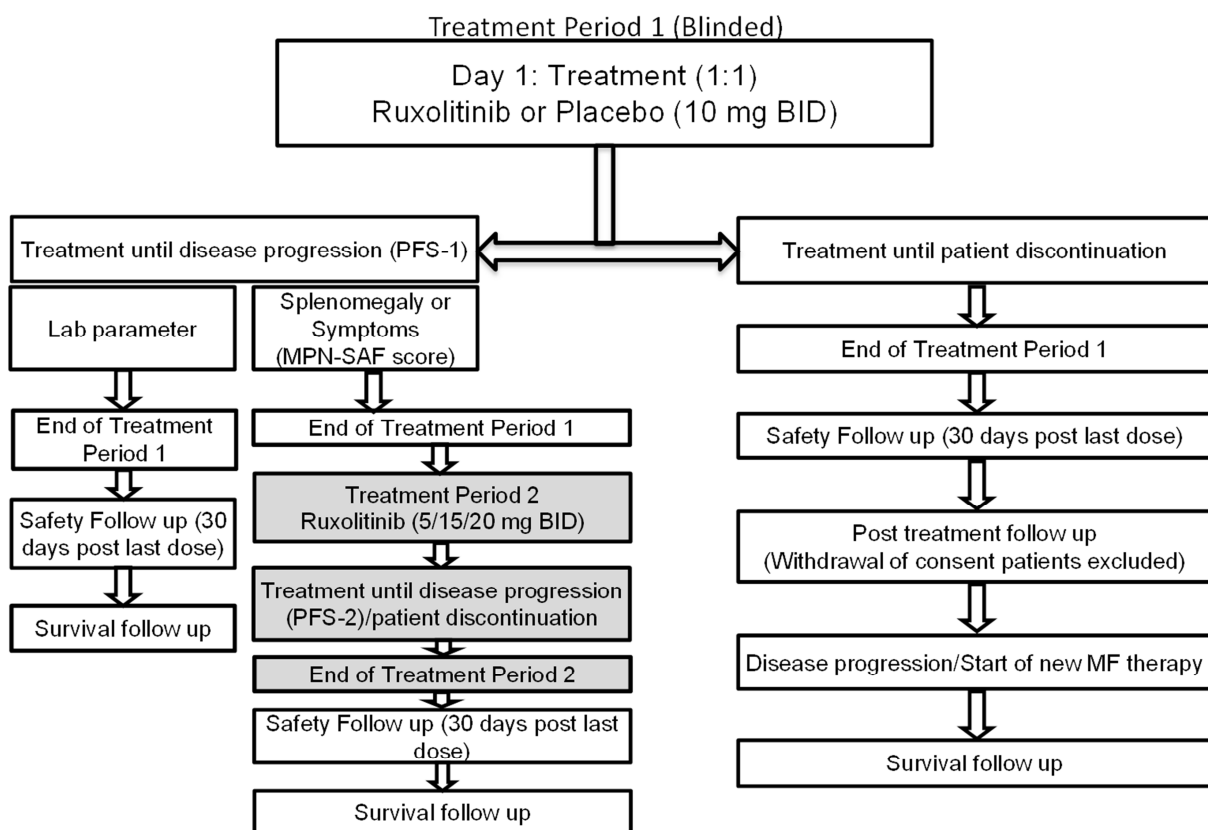 Treatment Period 1 (Blinded)
Day 1: Treatment (1:1)
Ruxolitinib or Placebo (10 mg BID)
Treatment until disease progression (PFS-1)
Lab parameter
End of Treatment
Period 1
Safety Follow up (30
days post last dose)
Survival follow up
Splenomegaly or
Symptoms
(MPN-SAF score)
End of Treatment Period 1
Treatment Period 2
Ruxolitinib (5/15/20 mg BID)
Treatment until disease progression
(PFS-2)/patient discontinuation
End of Treatment Period 2
Safety Follow up (30 days post last
dose)
Survival follow up
Treatment until patient discontinuation
End of Treatment Period 1
Safety Follow up (30 days post last dose)
Post treatment follow up
(Withdrawal of consent patients excluded)
Disease progression/Start of new MF therapy
Survival follow up